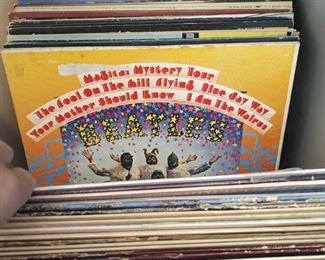 Magical Mystery Tour
The Fool On The Hill Flying Blue Jay Way
Your Mother Should Know I Am The Walrus
BEATLES